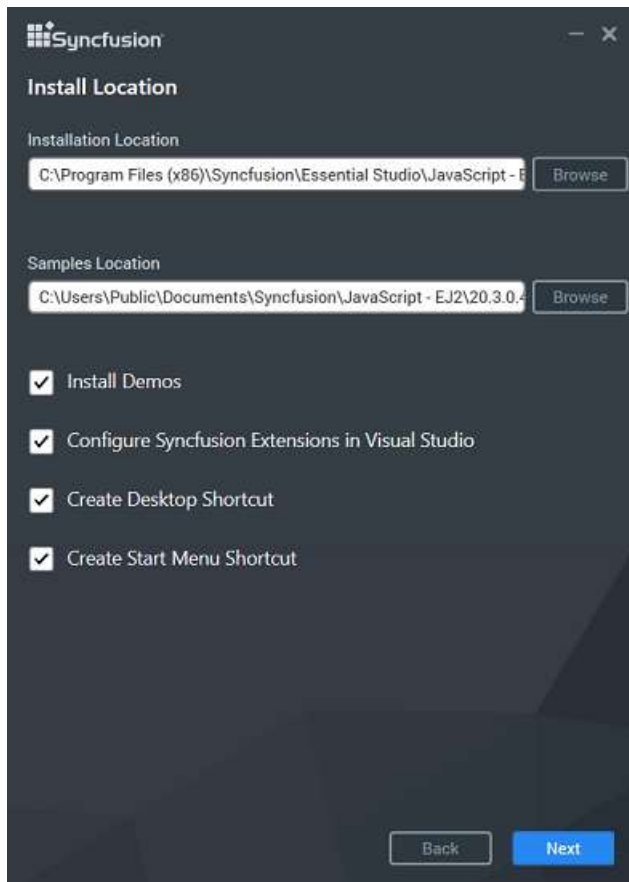 Syncfusion
Install Location
Installation Location
C:\Program Files (x86)\Syncfusion\Essential Studio\JavaScript - E
Browse
Samples Location
C:\Users\Public\Documents\Syncfusion\JavaScript - EJ2\20.3.0.4
Browse
Install Demos
Configure Syncfusion Extensions in Visual Studio
Create Desktop Shortcut
Create Start Menu Shortcut
Back
Next